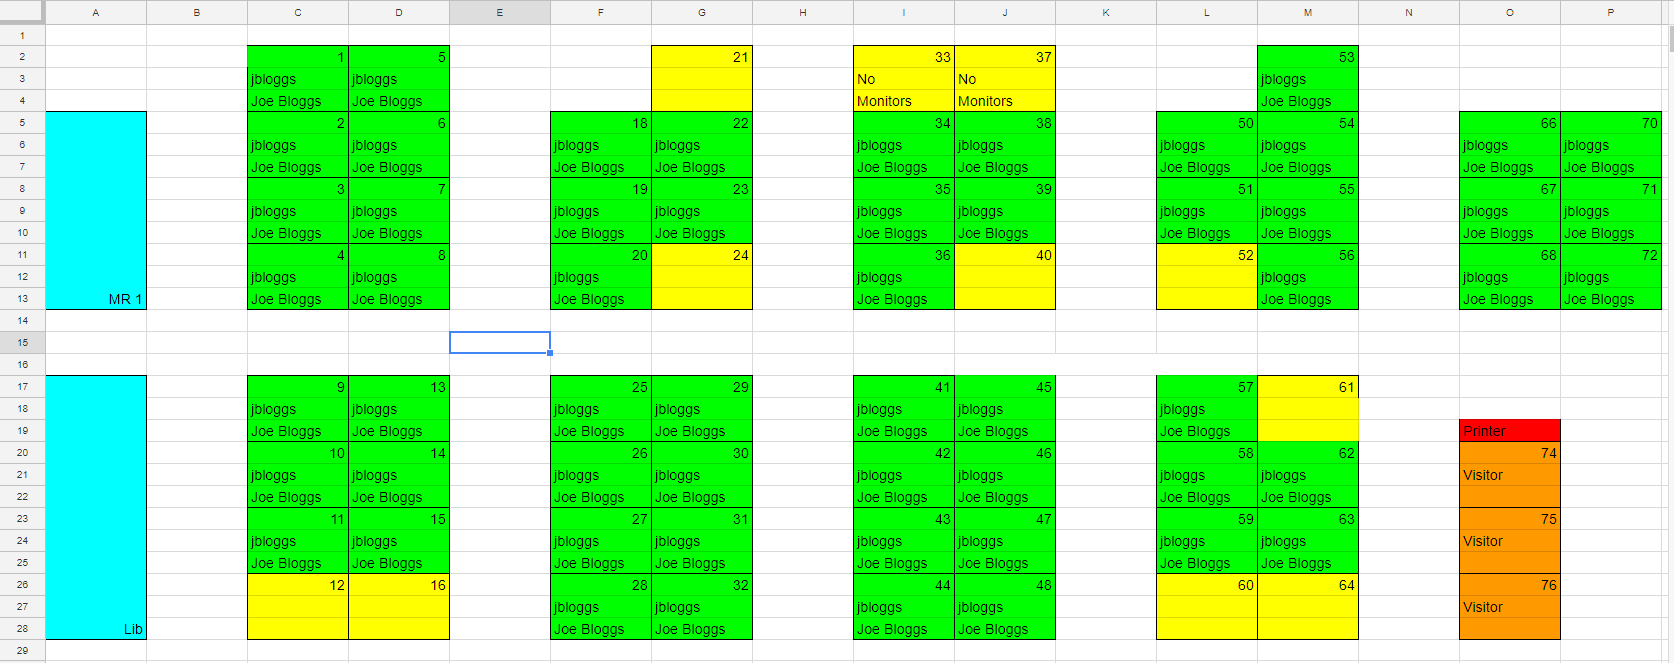 A B C D E F G H I J K L M N O P
1
2 1 5 21 33 37 53
3 jbloggs jbloggs No No jbloggs
4 Joe Bloggs Joe Bloggs Monitors Monitors Joe Bloggs
5 2 6 18 22 34 38 50 54 66 70
6 jbloggs jbloggs jbloggs jbloggs jbloggs jbloggs jbloggs jbloggs jbloggs jbloggs
7 Joe Bloggs Joe Bloggs Joe Bloggs Joe Bloggs Joe Bloggs Joe Bloggs Joe Bloggs Joe Bloggs Joe Bloggs Joe Bloggs
8 3 7 19 23 35 39 51 55 67 71
9 jbloggs jbloggs jbloggs jbloggs jbloggs jbloggs jbloggs jbloggs jbloggs jbloggs
10 Joe Bloggs Joe Bloggs Joe Bloggs Joe Bloggs Joe Bloggs Joe Bloggs Joe Bloggs Joe Bloggs Joe Bloggs Joe Bloggs
11 4 8 20 24 36 40 52 56 68 72
12 jbloggs jbloggs jbloggs jbloggs jbloggs jbloggs jbloggs
13 MR 1 Joe Bloggs Joe Bloggs Joe Bloggs Joe Bloggs Joe Bloggs Joe Bloggs Joe Bloggs
14
15
16
17 9 13 25 29 41 45 57 61
18 jbloggs jbloggs jbloggs jbloggs jbloggs jbloggs jbloggs
19 Joe Bloggs Joe Bloggs Joe Bloggs Joe Bloggs Joe Bloggs Joe Bloggs Joe Bloggs Printer
20 10 14 26 30 42 46 58 62 74
21 jbloggs jbloggs jbloggs jbloggs jbloggs jbloggs jbloggs jbloggs Visitor
22 Joe Bloggs Joe Bloggs Joe Bloggs Joe Bloggs Joe Bloggs Joe Bloggs Joe Bloggs Joe Bloggs
23 11 15 27 31 43 47 59 63 75
24 jbloggs jbloggs jbloggs jbloggs jbloggs jbloggs jbloggs jbloggs Visitor
25 Joe Bloggs Joe Bloggs Joe Bloggs Joe Bloggs Joe Bloggs Joe Bloggs Joe Bloggs Joe Bloggs
26 12 16 28 32 44 48 60 64 76
27 jbloggs jbloggs jbloggs jbloggs Visitor
28 Lib Joe Bloggs Joe Bloggs Joe Bloggs Joe Bloggs
29